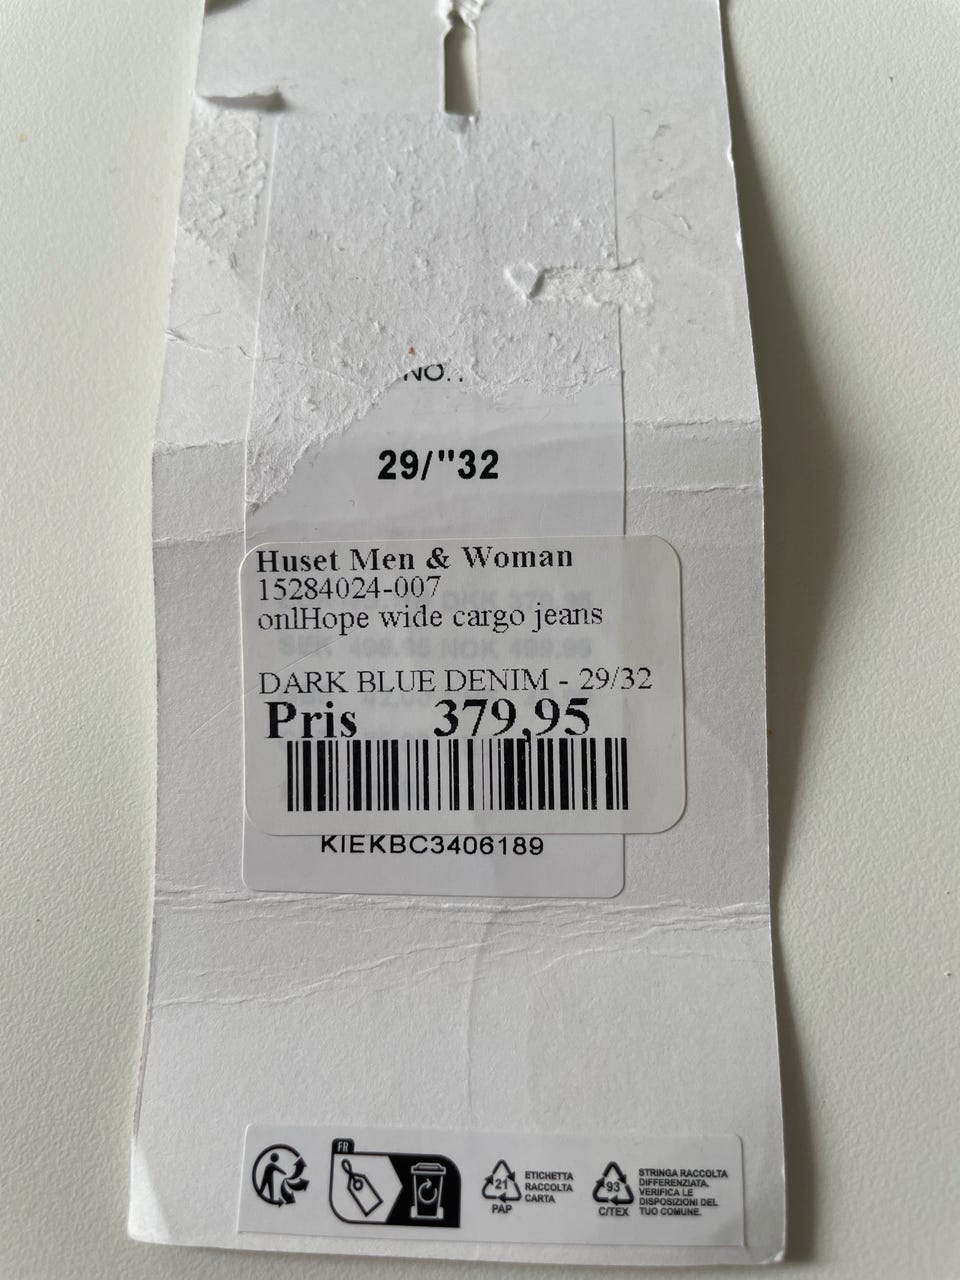 NO.:
29/"32
Huset Men & Woman
15284024-007
onlHope wide cargo jeans
DARK BLUE DENIM - 29/32
Pris 379,95
KIEKBC3406189
FR
21
PAP
ETICHETTA
RACCOLTA
CARTA
93
C/TEX
STRINGA RACCOLTA
DIFFERENZIATA.
VERIFICA LE
DISPOSIZIONI DEL
TUO COMUNE.